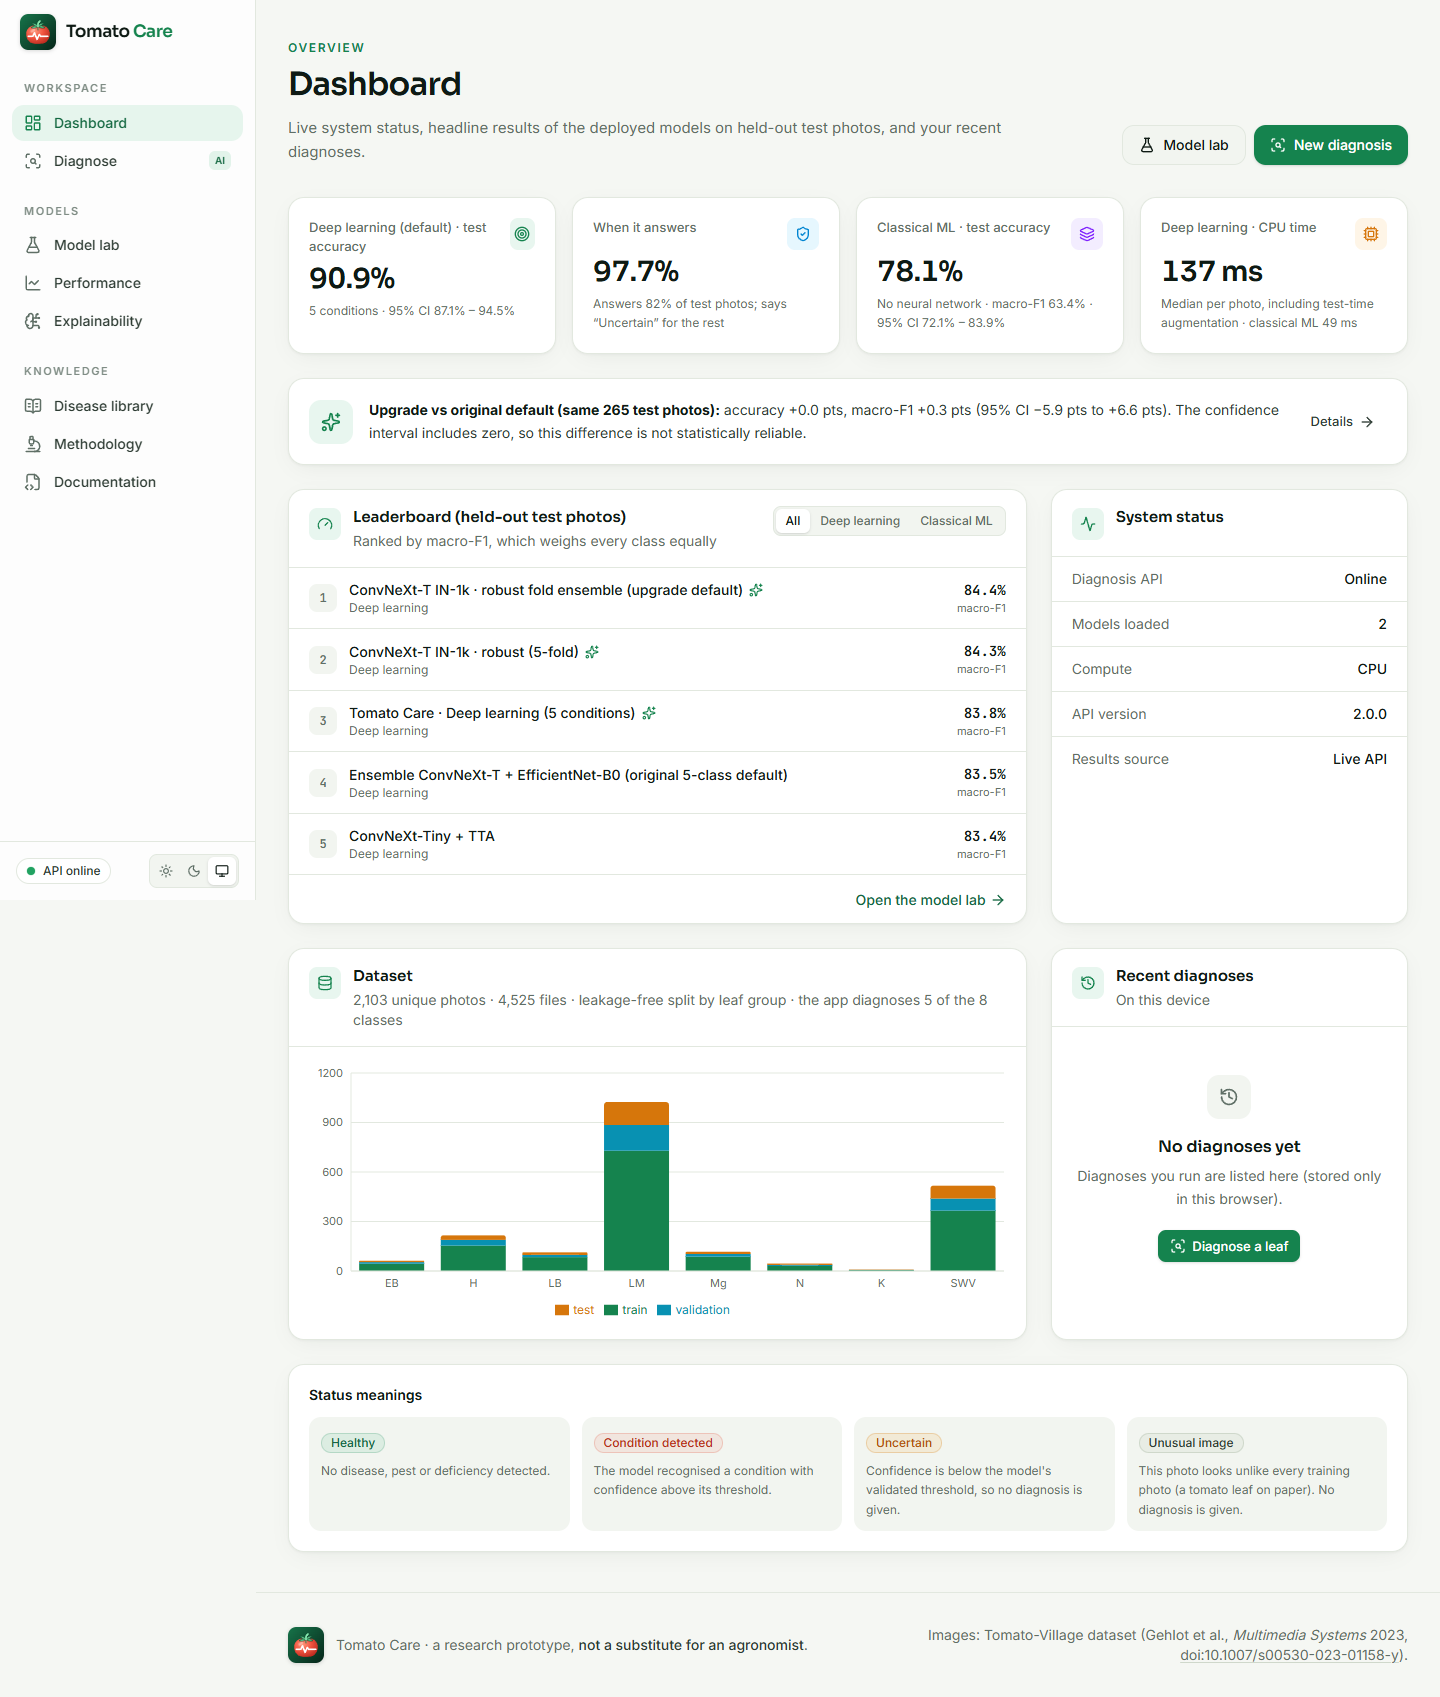 Tomato Care
WORKSPACE
Dashboard
Diagnose
AI
MODELS
Model lab
Performance
Explainability
KNOWLEDGE
Disease library
Methodology
Documentation
API online
OVERVIEW
Dashboard
Live system status, headline results of the deployed models on held-out test photos, and your recent
diagnoses.
Model lab
New diagnosis
Deep learning (default) · test
accuracy
90.9%
5 conditions · 95% CI 87.1% – 94.5%
When it answers
97.7%
Answers 82% of test photos; says
“Uncertain” for the rest
Classical ML · test accuracy
78.1%
No neural network · macro-F1 63.4% ·
95% CI 72.1% – 83.9%
Deep learning · CPU time
137 ms
Median per photo, including test-time
augmentation · classical ML 49 ms
Upgrade vs original default (same 265 test photos): accuracy +0.0 pts, macro-F1 +0.3 pts (95% CI −5.9 pts to +6.6 pts). The confidence
interval includes zero, so this difference is not statistically reliable.
Details
Leaderboard (held-out test photos)
Ranked by macro-F1, which weighs every class equally
All
Deep learning
Classical ML
1
ConvNeXt-T IN-1k · robust fold ensemble (upgrade default)
Deep learning
84.4%
macro-F1
2
ConvNeXt-T IN-1k · robust (5-fold)
Deep learning
84.3%
macro-F1
3
Tomato Care · Deep learning (5 conditions)
Deep learning
83.8%
macro-F1
4
Ensemble ConvNeXt-T + EfficientNet-B0 (original 5-class default)
Deep learning
83.5%
macro-F1
5
ConvNeXt-Tiny + TTA
Deep learning
83.4%
macro-F1
Open the model lab
System status
Diagnosis API Online
Models loaded 2
Compute CPU
API version 2.0.0
Results source Live API
Dataset
2,103 unique photos · 4,525 files · leakage-free split by leaf group · the app diagnoses 5 of the 8
classes
1200
900
600
300
0
EB H LB LM Mg N K SWV
test train validation
Recent diagnoses
On this device
No diagnoses yet
Diagnoses you run are listed here (stored only
in this browser).
Diagnose a leaf
Status meanings
Healthy
No disease, pest or deficiency detected.
Condition detected
The model recognised a condition with
confidence above its threshold.
Uncertain
Confidence is below the model's
validated threshold, so no diagnosis is
given.
Unusual image
This photo looks unlike every training
photo (a tomato leaf on paper). No
diagnosis is given.
Tomato Care · a research prototype, not a substitute for an agronomist.
Images: Tomato-Village dataset (Gehlot et al., Multimedia Systems 2023,
doi:10.1007/s00530-023-01158-y).